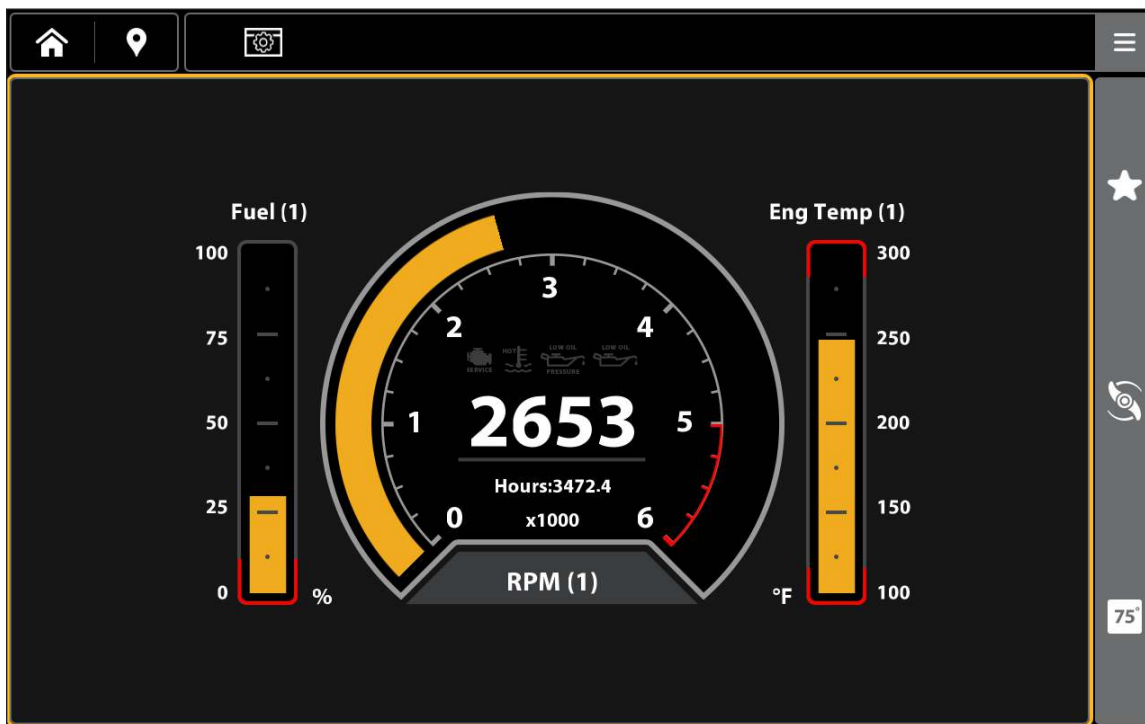 Fuel (1)
100
75
50
25
0
%
0
1
2
3
4
5
6
SERVICE
HOT
LOW OIL
PRESSURE
LOW OIL
2653
Hours:3472.4
x1000
RPM (1)
Eng Temp (1)
300
250
200
150
100
°F
75°